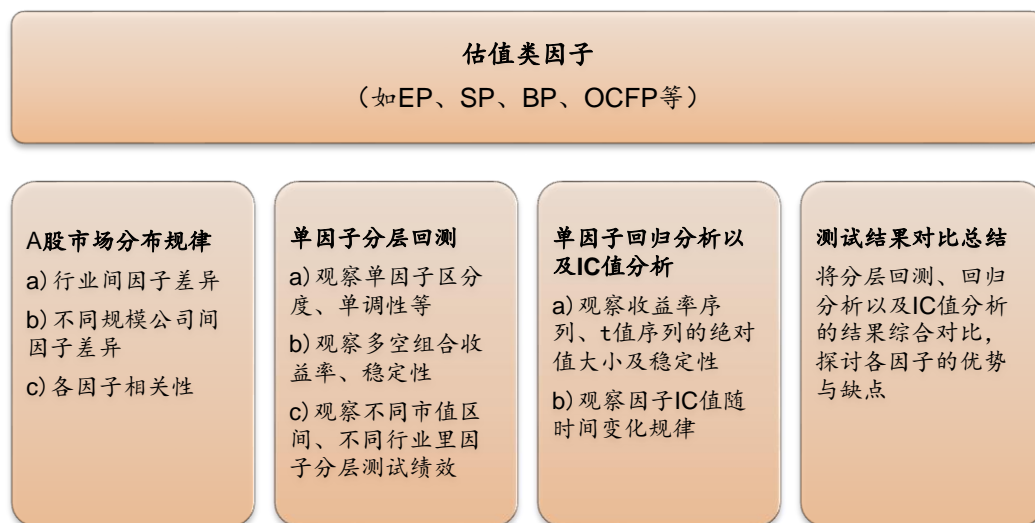 估值类因子
（如EP、SP、BP、OCFP等）
A股市场分布规律
a)行业间因子差异
b)不同规模公司间
因子差异
c)各因子相关性
单因子分层回测
a)观察单因子区分
度、单调性等
b)观察多空组合收
益率、稳定性
c)观察不同市值区
间、不同行业里因
子分层测试绩效
单因子回归分析以
及IC值分析
a)观察收益率序
列、t值序列的绝对
值大小及稳定性
b)观察因子IC值随
时间变化规律
测试结果对比总结
将分层回测、回归
分析以及IC值分析
的结果综合对比，
探讨各因子的优势
与缺点